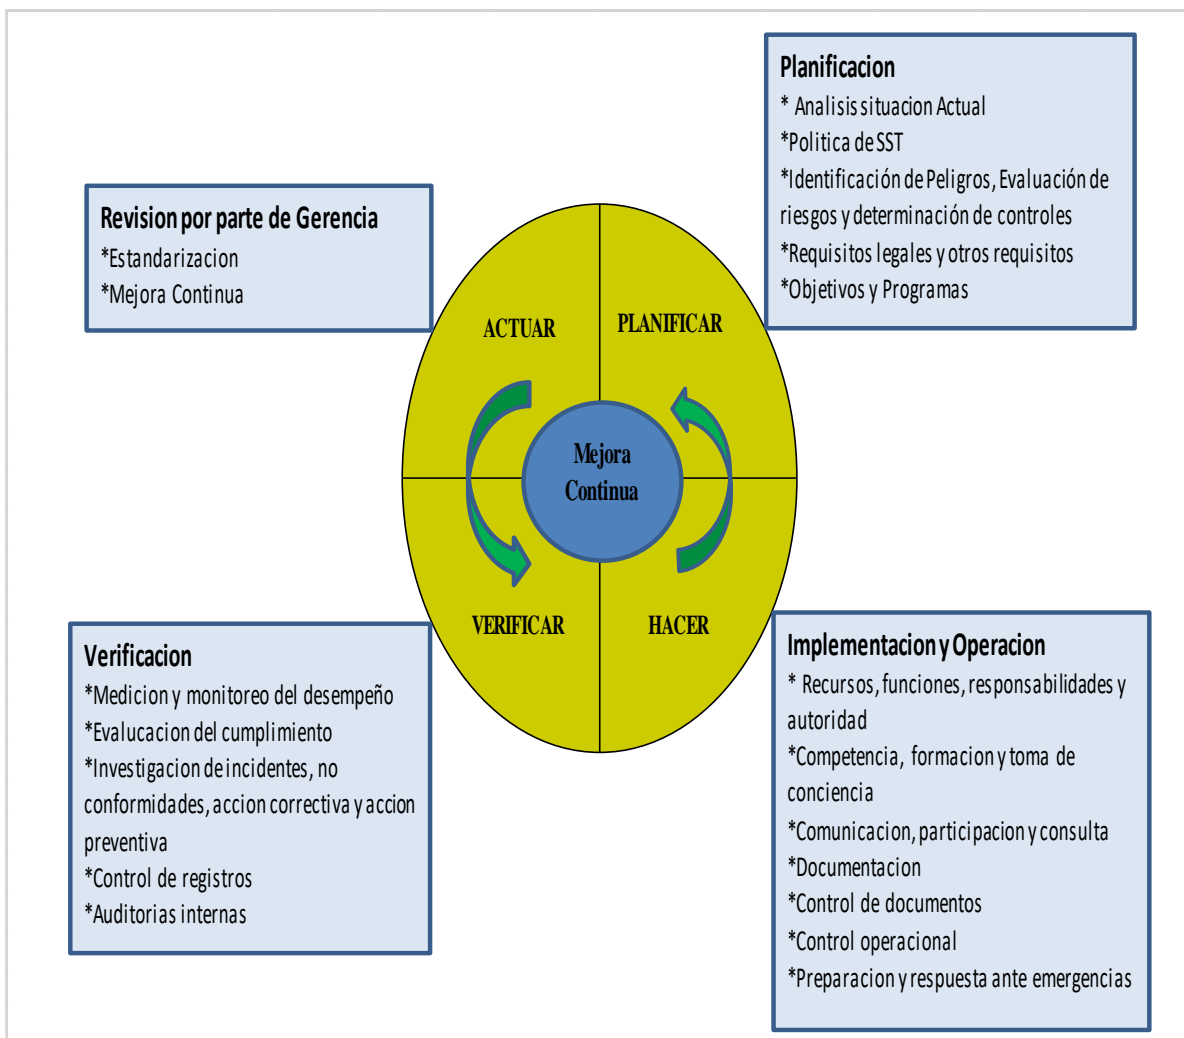 Planificacion
* Analisis situacion Actual
*Politica de SST
*Identificación de Peligros, Evaluación de
riesgos y determinación de controles
*Requisitos legales y otros requisitos
*Objetivos y Programas
Revision por parte de Gerencia
*Estandarizacion
*Mejora Continua
ACTUAR
PLANIFICAR
Mejora
Continua
VERIFICAR
HACER
Verificacion
*Medicion y monitoreo del desempeño
*Evalucacion del cumplimiento
*Investigacion de incidentes, no
conformidades, accion correctiva y accion
preventiva
*Control de registros
*Auditorias internas
Implementacion y Operacion
* Recursos, funciones, responsabilidades y
autoridad
*Competencia, formacion y toma de
conciencia
*Comunicacion, participacion y consulta
*Documentacion
*Control de documentos
*Control operacional
*Preparacion y respuesta ante emergencias